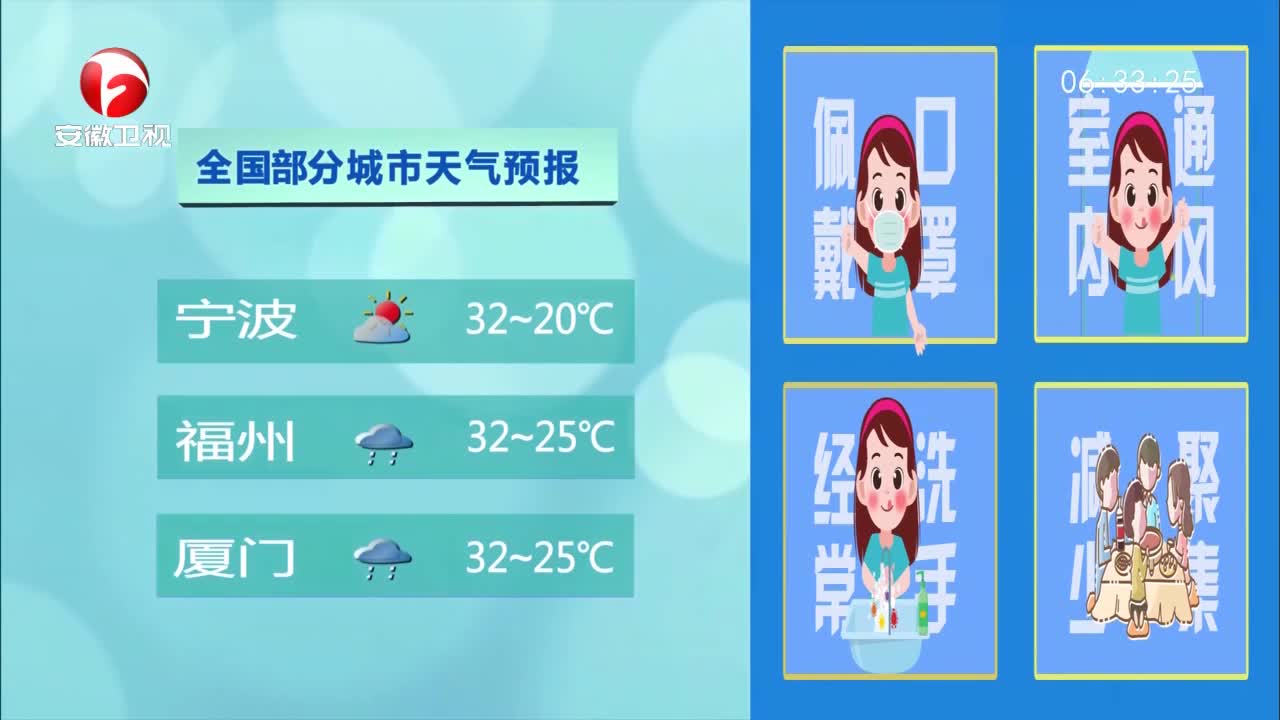 安徽卫视
全国部分城市天气预报
宁波 32~20℃
福州 32~25℃
厦门 32~25℃
佩戴口罩
06:33:25
室内通风
经常洗手
减少聚集